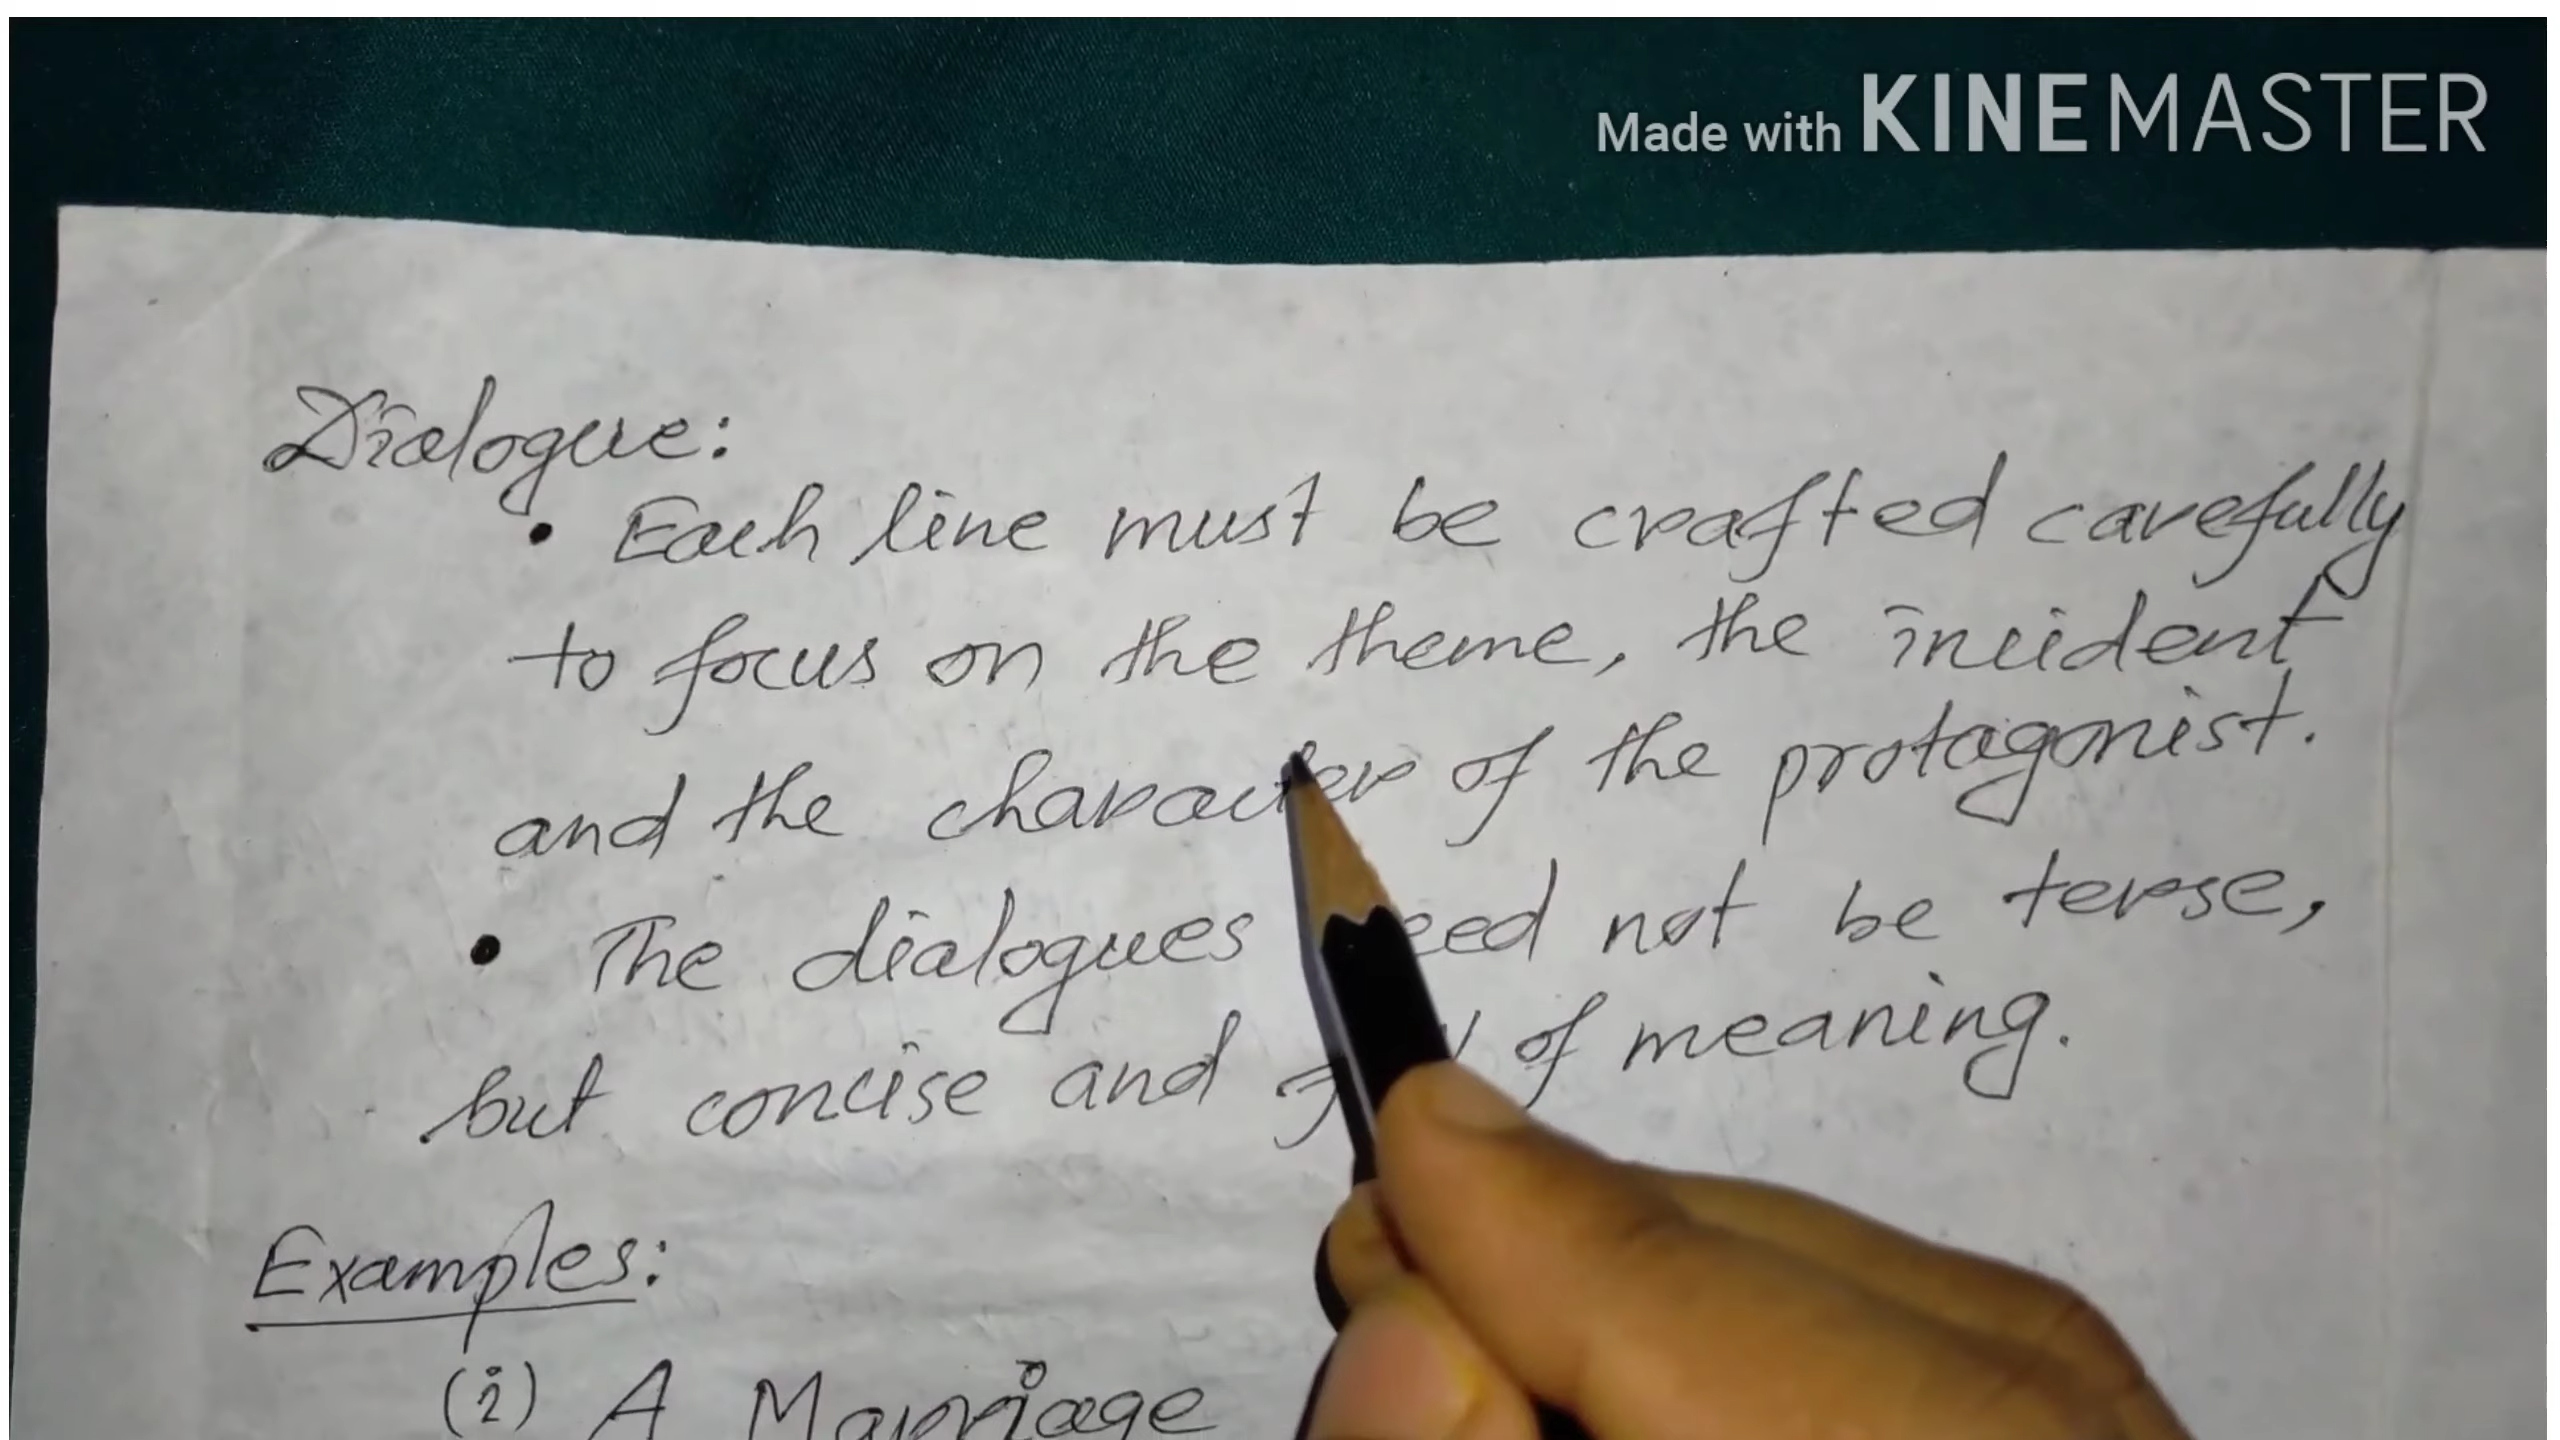 Made with KINEMASTER
Dialogue:
• Each line must be crafted carefully
to focus on the theme, the incident
and the character of the protagonist.
• The dialogues need not be terse,
but concise and of meaning.
Examples:
(i) A Marriage